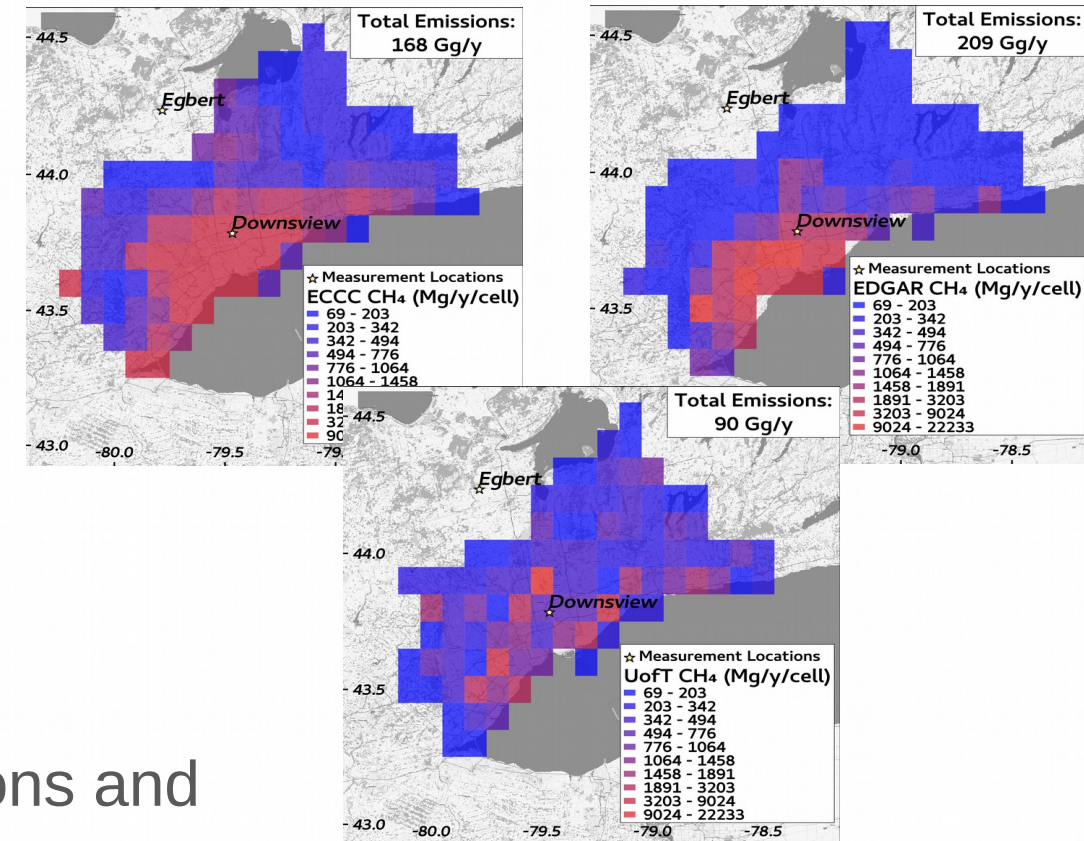 Total Emissions:
168 Gg/y
44.5
Egbert
44.0
Downsview
Measurement Locations
ECCC CH₄ (Mg/y/cell)
69 - 203
203 - 342
342 - 494
494 - 776
776 - 1064
1064 - 1458
14
18
32
90
43.5
43.0
-80.0
-79.
Total Emissions:
209 Gg/y
44.5
Egbert
44.0
Downsview
Measurement Locations
EDGAR CH₄ (Mg/y/cell)
69 - 203
203 - 342
342 - 494
494 - 776
776 - 1064
1064 - 1458
1458 - 1891
1891 - 3203
3203 - 9024
9024 - 22233
43.5
-79.0
-78.5
Total Emissions:
90 Gg/y
44.5
Egbert
44.0
Downsview
Measurement Locations
UofT CH₄ (Mg/y/cell)
69 - 203
203 - 342
342 - 494
494 - 776
776 - 1064
1064 - 1458
1458 - 1891
1891 - 3203
3203 - 9024
9024 - 22233
43.5
43.0
-80.0
-79.5
-79.0
-78.5
ons and